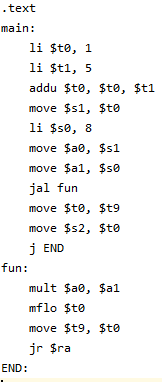 .text
main:
    li $t0, 1
    li $t1, 5
    addu $t0, $t0, $t1
    move $s1, $t0
    li $s0, 8
    move $a0, $s1
    move $a1, $s0
    jal fun
    move $t0, $t9
    move $s2, $t0
    j END
fun:
    mult $a0, $a1
    mflo $t0
    move $t9, $t0
    jr $ra
END: